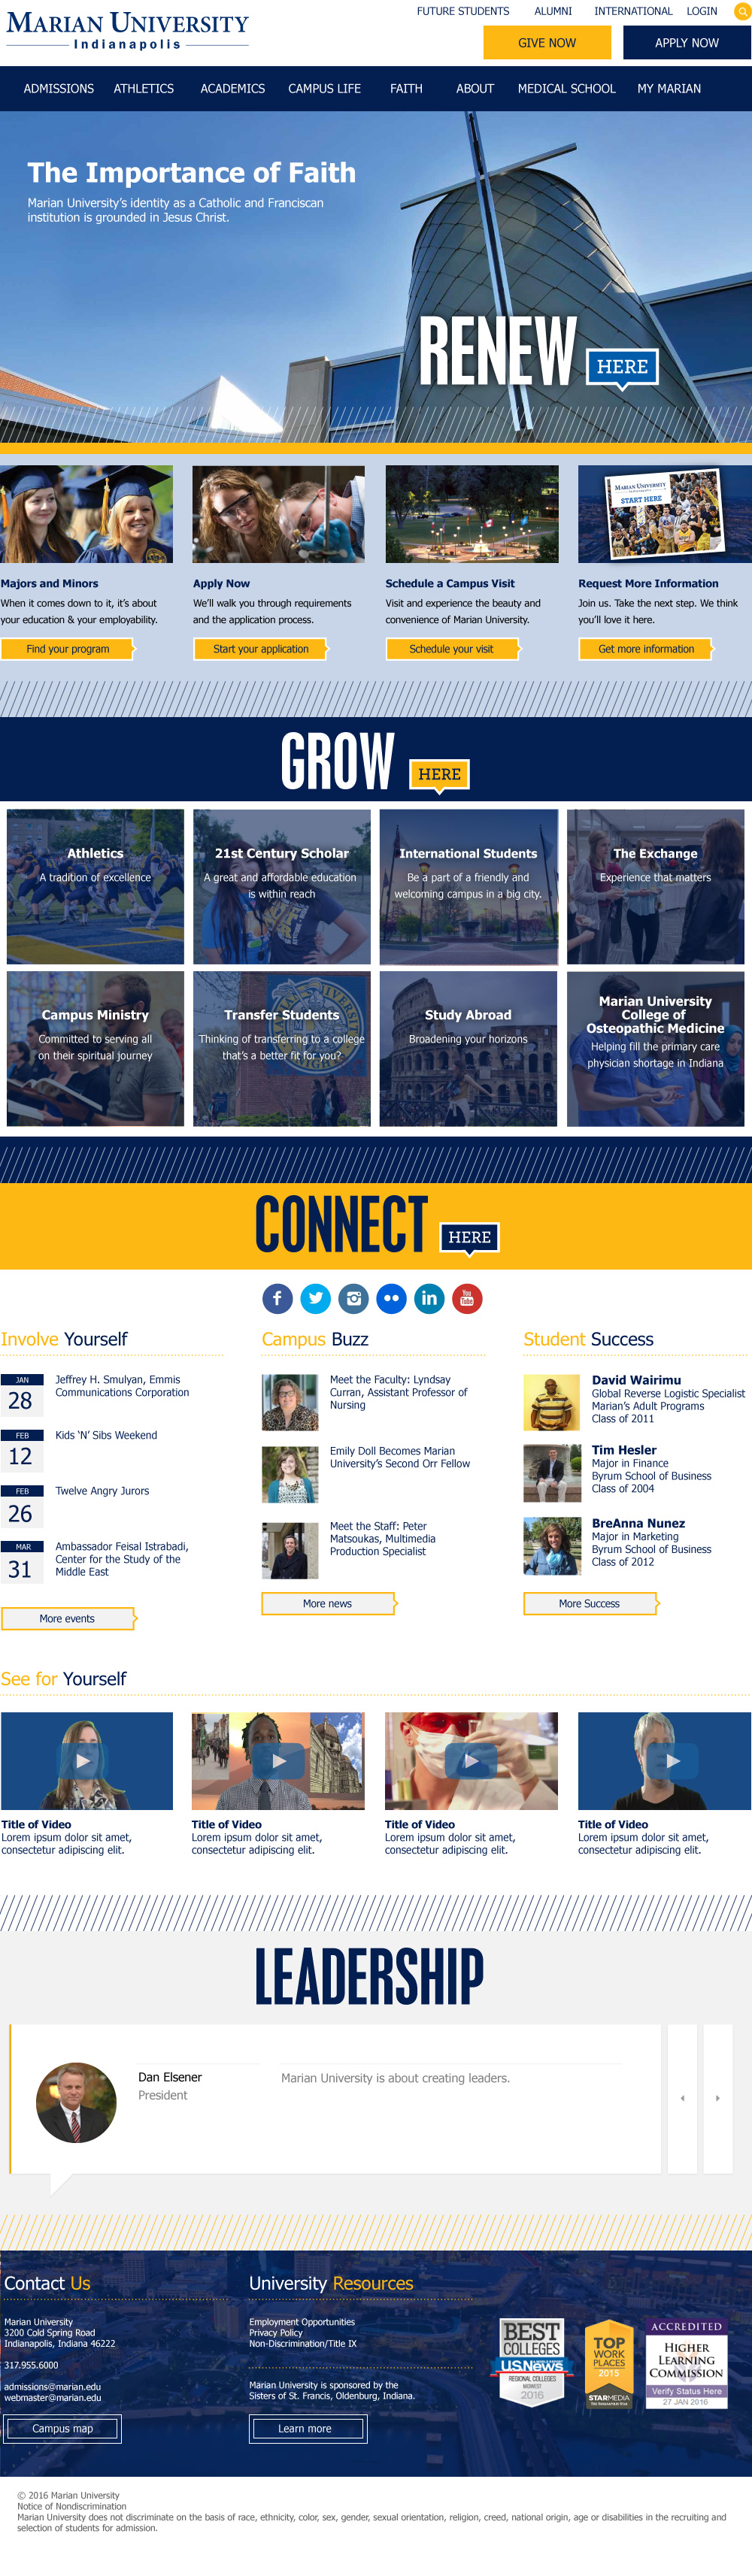 MARIAN UNIVERSITY
Indianapolis
FUTURE STUDENTS ALUMNI INTERNATIONAL LOGIN
GIVE NOW APPLY NOW
ADMISSIONS ATHLETICS ACADEMICS CAMPUS LIFE FAITH ABOUT MEDICAL SCHOOL MY MARIAN
The Importance of Faith
Marian University's identity as a Catholic and Franciscan
institution is grounded in Jesus Christ.
RENEW HERE
MARIAN UNIVERSITY
START HERE
Majors and Minors
When it comes down to it, it's about
your education & your employability.
Find your program
Apply Now
We'll walk you through requirements
and the application process.
Start your application
Schedule a Campus Visit
Visit and experience the beauty and
convenience of Marian University.
Schedule your visit
Request More Information
Join us. Take the next step. We think
you'll love it here.
Get more information
GROW HERE
Athletics
A tradition of excellence
21st Century Scholar
A great and affordable education
is within reach
International Students
Be a part of a friendly and
welcoming campus in a big city.
The Exchange
Experience that matters
Campus Ministry
Committed to serving all
on their spiritual journey
Transfer Students
Thinking of transferring to a college
that's a better fit for you?
Study Abroad
Broadening your horizons
Marian University
College of
Osteopathic Medicine
Helping fill the primary care
physician shortage in Indiana
CONNECT HERE
You
Tube
Involve Yourself
JAN
28
Jeffrey H. Smulyan, Emmis
Communications Corporation
FEB
12
Kids 'N' Sibs Weekend
FEB
26
Twelve Angry Jurors
MAR
31
Ambassador Feisal Istrabadi,
Center for the Study of the
Middle East
More events
Campus Buzz
Meet the Faculty: Lyndsay
Curran, Assistant Professor of
Nursing
Emily Doll Becomes Marian
University's Second Orr Fellow
Meet the Staff: Peter
Matsoukas, Multimedia
Production Specialist
More news
Student Success
David Wairimu
Global Reverse Logistic Specialist
Marian's Adult Programs
Class of 2011
Tim Hesler
Major in Finance
Byrum School of Business
Class of 2004
BreAnna Nunez
Major in Marketing
Byrum School of Business
Class of 2012
More Success
See for Yourself
Title of Video
Lorem ipsum dolor sit amet,
consectetur adipiscing elit.
Title of Video
Lorem ipsum dolor sit amet,
consectetur adipiscing elit.
Title of Video
Lorem ipsum dolor sit amet,
consectetur adipiscing elit.
Title of Video
Lorem ipsum dolor sit amet,
consectetur adipiscing elit.
LEADERSHIP
Dan Elsener
President
Marian University is about creating leaders.
Contact Us
Marian University
3200 Cold Spring Road
Indianapolis, Indiana 46222
317.955.6000
admissions@marian.edu
webmaster@marian.edu
Campus map
University Resources
Employment Opportunities
Privacy Policy
Non-Discrimination/Title IX
Marian University is sponsored by the
Sisters of St. Francis, Oldenburg, Indiana.
Learn more
BEST
COLLEGES
U.S.News
REGIONAL COLLEGES
MIDWEST
2016
TOP
WORK
PLACES
2015
STARMEDIA
ACCREDITED
HIGHER
LEARNING
COMMISSION
Verify Status Here
27 JAN 2016
© 2016 Marian University
Notice of Nondiscrimination
Marian University does not discriminate on the basis of race, ethnicity, color, sex, gender, sexual orientation, religion, creed, national origin, age or disabilities in the recruiting and
selection of students for admission.